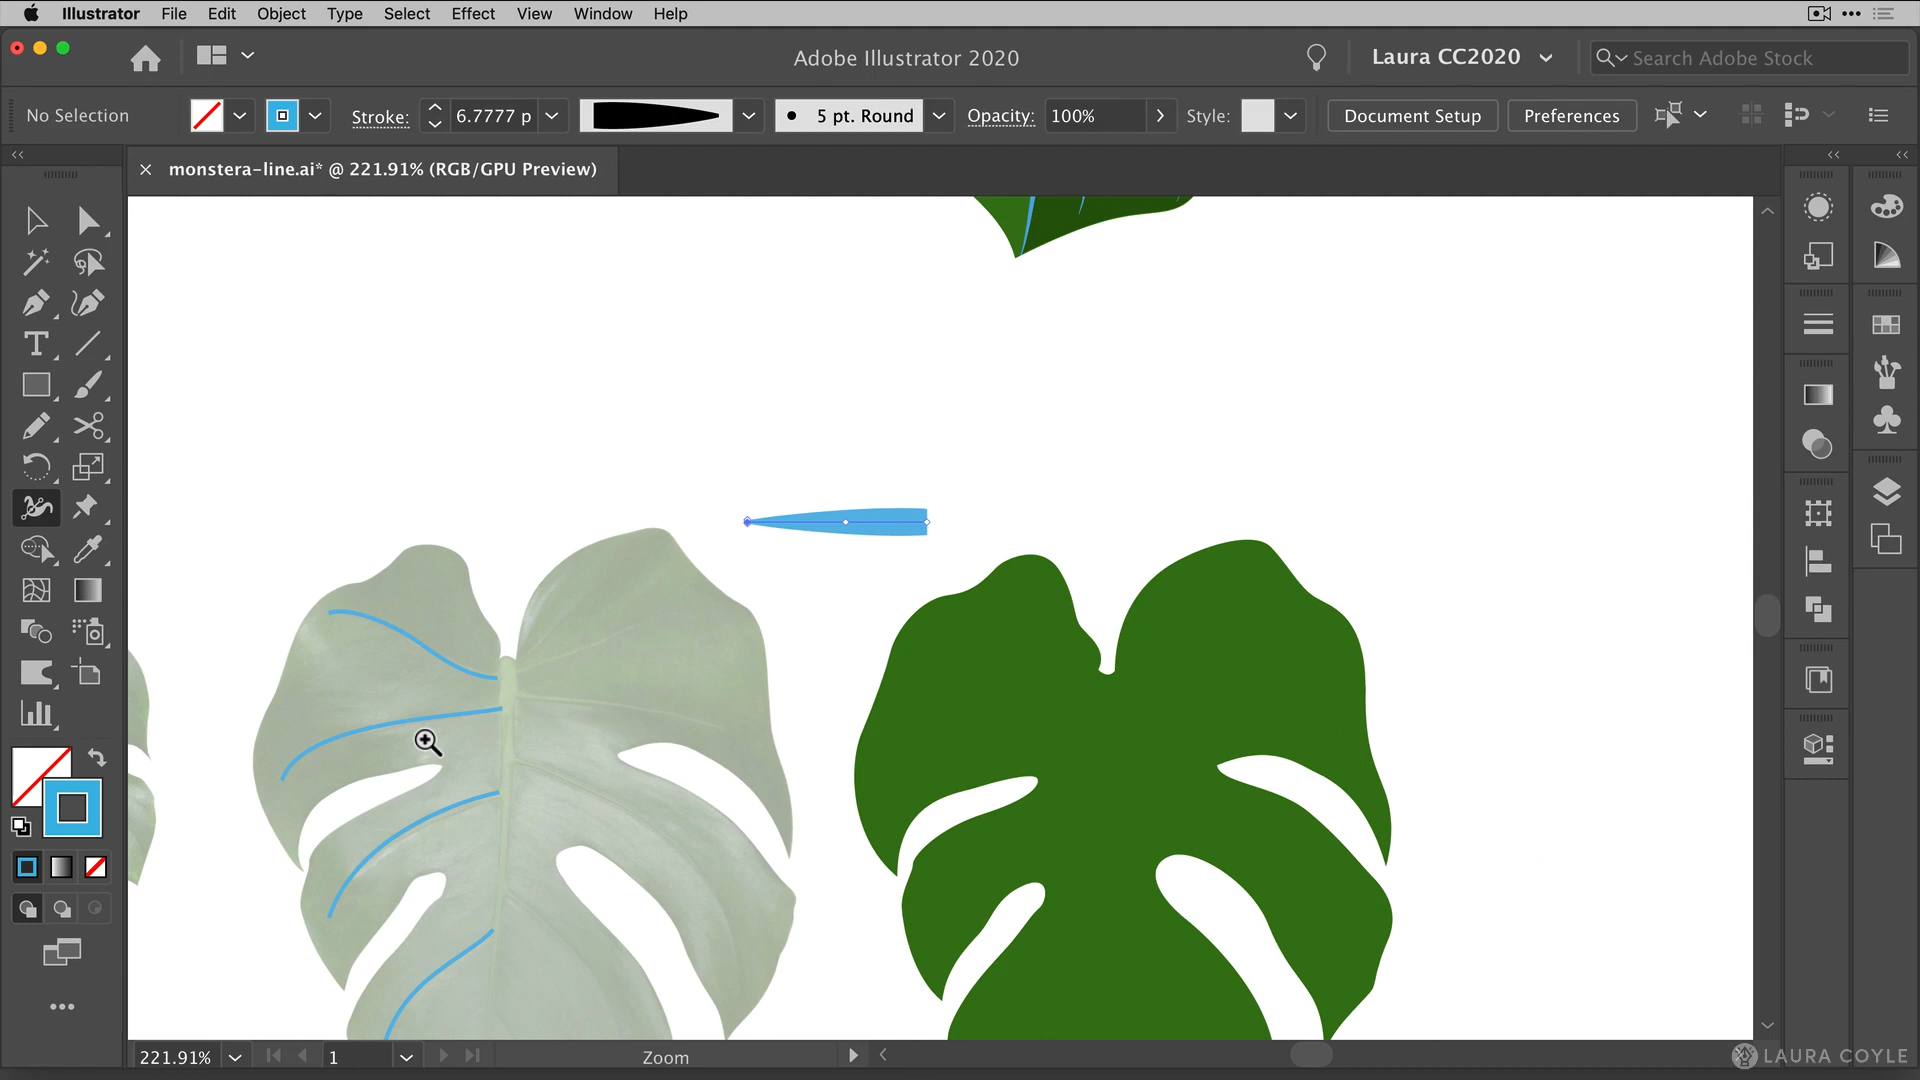 Illustrator File Edit Object Type Select Effect View Window Help
Adobe Illustrator 2020
Laura CC2020
Search Adobe Stock
No Selection
Stroke:
6.7777 p
5 pt. Round
Opacity:
100%
Style:
Document Setup
Preferences
monstera-line.ai* @ 221.91% (RGB/GPU Preview)
221.91%
1
Zoom
LAURA COYLE